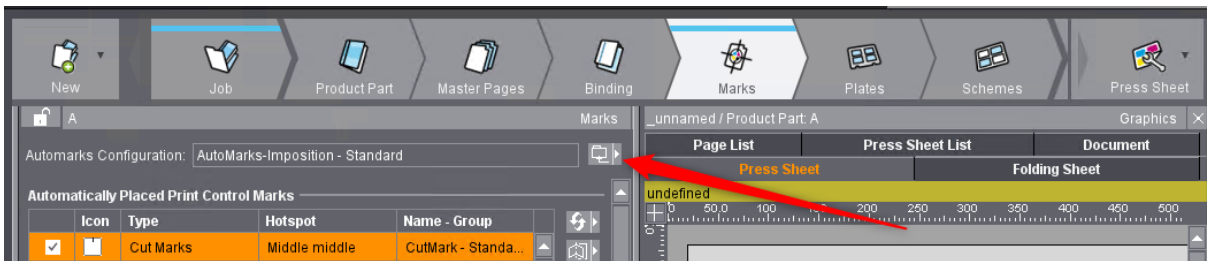 New
Job
Product Part
Master Pages
Binding
Marks
Plates
Schemes
Press Sheet
A
Marks
Automarks Configuration: AutoMarks-Imposition - Standard
Automatically Placed Print Control Marks
Icon Type Hotspot Name - Group
Cut Marks Middle middle CutMark - Standa...
_unnamed / Product Part: A
Graphics
Page List Press Sheet List Document
Press Sheet Folding Sheet
undefined
0 50,0 100 200 250 300 350 400 450 500
0